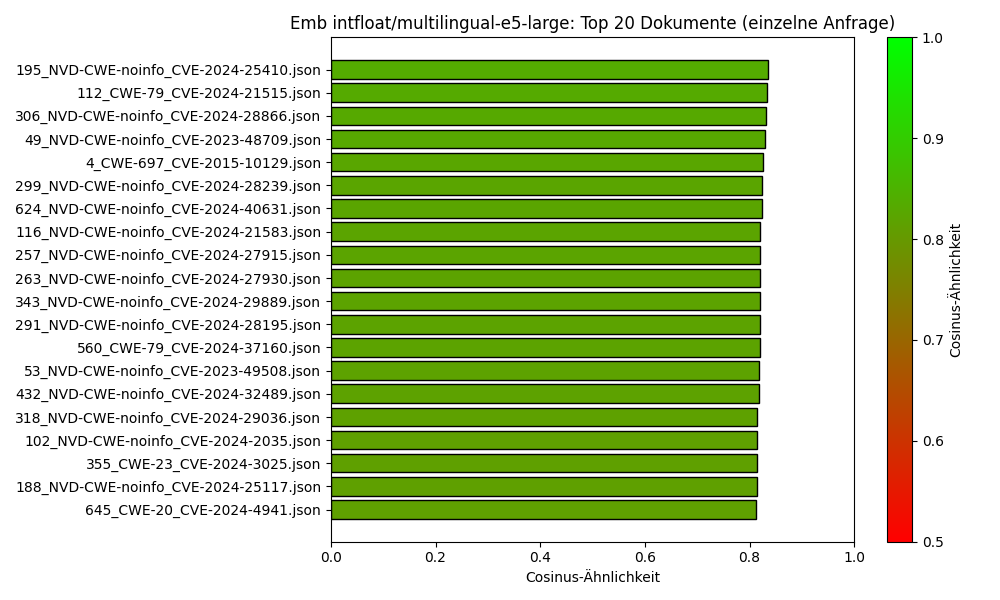 Emb intfloat/multilingual-e5-large: Top 20 Dokumente (einzelne Anfrage)
195_NVD-CWE-noinfo_CVE-2024-25410.json
112_CWE-79_CVE-2024-21515.json
306_NVD-CWE-noinfo_CVE-2024-28866.json
49_NVD-CWE-noinfo_CVE-2023-48709.json
4_CWE-697_CVE-2015-10129.json
299_NVD-CWE-noinfo_CVE-2024-28239.json
624_NVD-CWE-noinfo_CVE-2024-40631.json
116_NVD-CWE-noinfo_CVE-2024-21583.json
257_NVD-CWE-noinfo_CVE-2024-27915.json
263_NVD-CWE-noinfo_CVE-2024-27930.json
343_NVD-CWE-noinfo_CVE-2024-29889.json
291_NVD-CWE-noinfo_CVE-2024-28195.json
560_CWE-79_CVE-2024-37160.json
53_NVD-CWE-noinfo_CVE-2023-49508.json
432_NVD-CWE-noinfo_CVE-2024-32489.json
318_NVD-CWE-noinfo_CVE-2024-29036.json
102_NVD-CWE-noinfo_CVE-2024-2035.json
355_CWE-23_CVE-2024-3025.json
188_NVD-CWE-noinfo_CVE-2024-25117.json
645_CWE-20_CVE-2024-4941.json
0.0 0.2 0.4 0.6 0.8 1.0
Cosinus-Ähnlichkeit
1.0
0.9
0.8
0.7
0.6
0.5
Cosinus-Ähnlichkeit